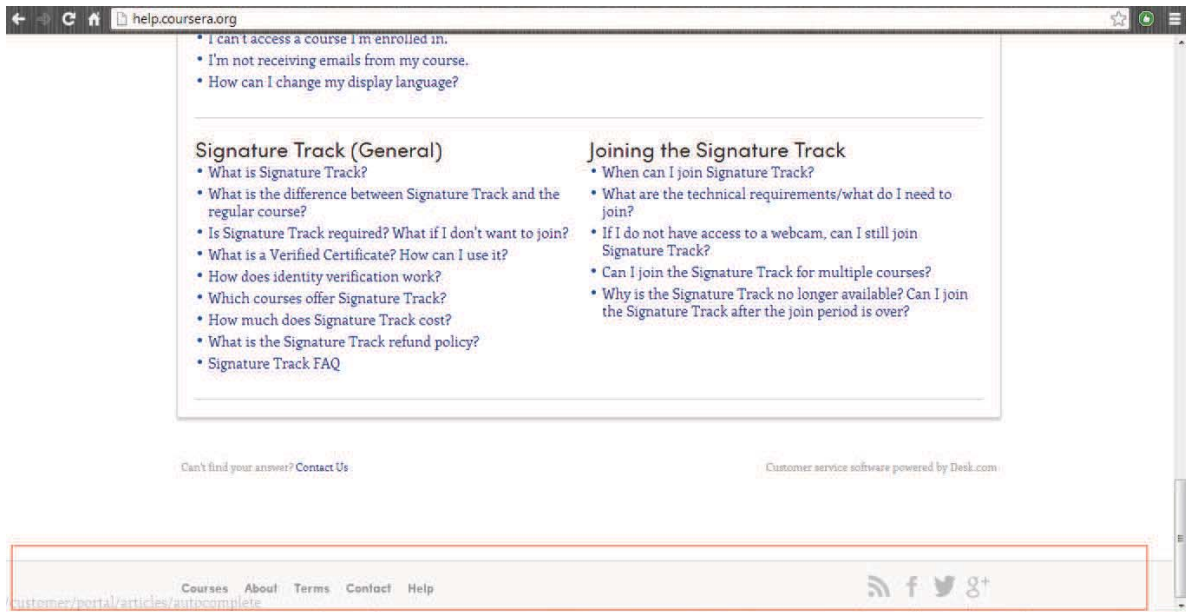 help.coursera.org
• I can't access a course I'm enrolled in.
• I'm not receiving emails from my course.
• How can I change my display language?
Signature Track (General)
• What is Signature Track?
• What is the difference between Signature Track and the
regular course?
• Is Signature Track required? What if I don't want to join?
• What is a Verified Certificate? How can I use it?
• How does identity verification work?
• Which courses offer Signature Track?
• How much does Signature Track cost?
• What is the Signature Track refund policy?
• Signature Track FAQ
Joining the Signature Track
• When can I join Signature Track?
• What are the technical requirements/what do I need to
join?
• If I do not have access to a webcam, can I still join
Signature Track?
• Can I join the Signature Track for multiple courses?
• Why is the Signature Track no longer available? Can I join
the Signature Track after the join period is over?
Can't find your answer? Contact Us
Customer service software powered by Desk.com
Courses About Terms Contact Help
f g+
/customer/portal/articles/autocomplete